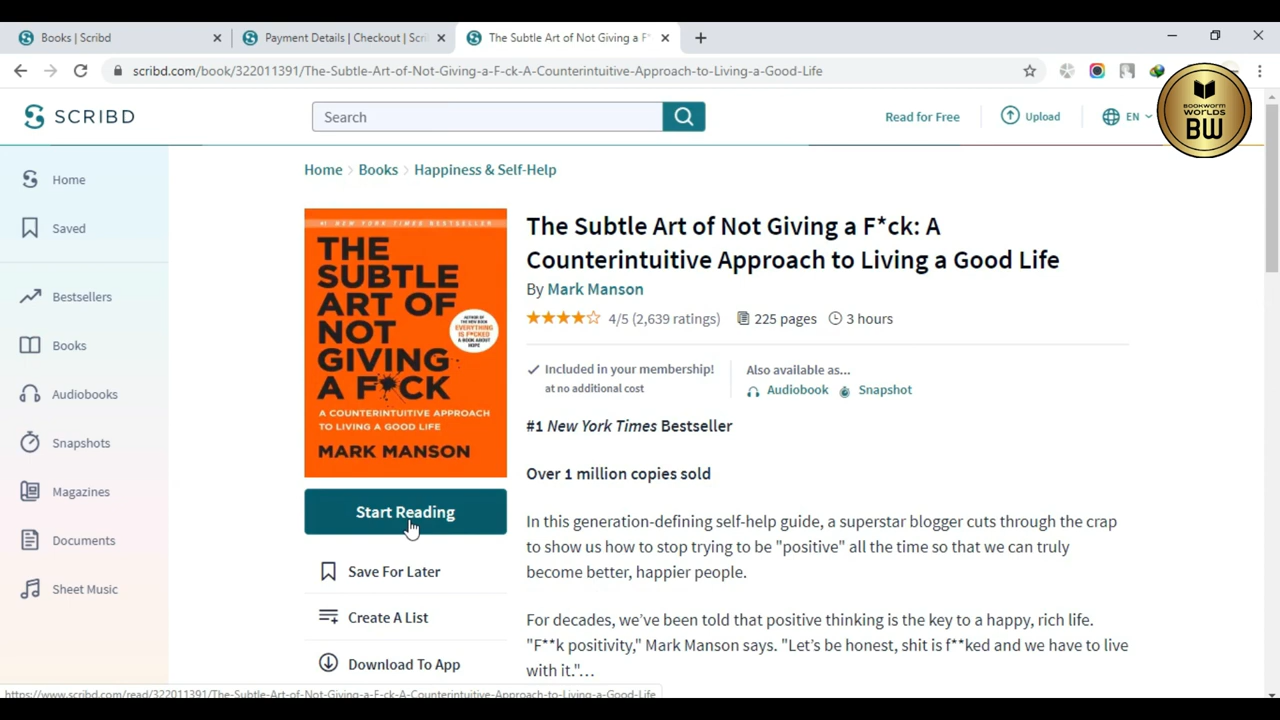 Books | Scribd
Payment Details | Checkout | Scri
The Subtle Art of Not Giving a F*
scribd.com/book/322011391/The-Subtle-Art-of-Not-Giving-a-F-ck-A-Counterintuitive-Approach-to-Living-a-Good-Life
SCRIBD
Search
Read for Free
Upload
EN
BOOKWORM
WORLDS
BW
Home
Saved
Bestsellers
Books
Audiobooks
Snapshots
Magazines
Documents
Sheet Music
Home > Books > Happiness & Self-Help
#1 NEW YORK TIMES BESTSELLER
THE
SUBTLE
ART OF
NOT
GIVING
A F*CK
AUTHOR OF
THE NEW BOOK
EVERYTHING
IS F*CKED
A BOOK ABOUT
HOPE
A COUNTERINTUITIVE APPROACH
TO LIVING A GOOD LIFE
MARK MANSON
Start Reading
Save For Later
Create A List
Download To App
The Subtle Art of Not Giving a F*ck: A
Counterintuitive Approach to Living a Good Life
By Mark Manson
4/5 (2,639 ratings) 225 pages 3 hours
Included in your membership!
at no additional cost
Also available as...
Audiobook Snapshot
#1 New York Times Bestseller
Over 1 million copies sold
In this generation-defining self-help guide, a superstar blogger cuts through the crap
to show us how to stop trying to be "positive" all the time so that we can truly
become better, happier people.
For decades, we've been told that positive thinking is the key to a happy, rich life.
"F**k positivity," Mark Manson says. "Let's be honest, shit is f**ked and we have to live
with it."…
https://www.scribd.com/read/322011391/The-Subtle-Art-of-Not-Giving-a-F-ck-A-Counterintuitive-Approach-to-Living-a-Good-Life